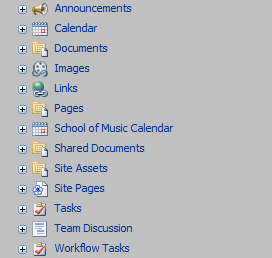 Announcements
Calendar
Documents
Images
Links
Pages
School of Music Calendar
Shared Documents
Site Assets
Site Pages
Tasks
Team Discussion
Workflow Tasks